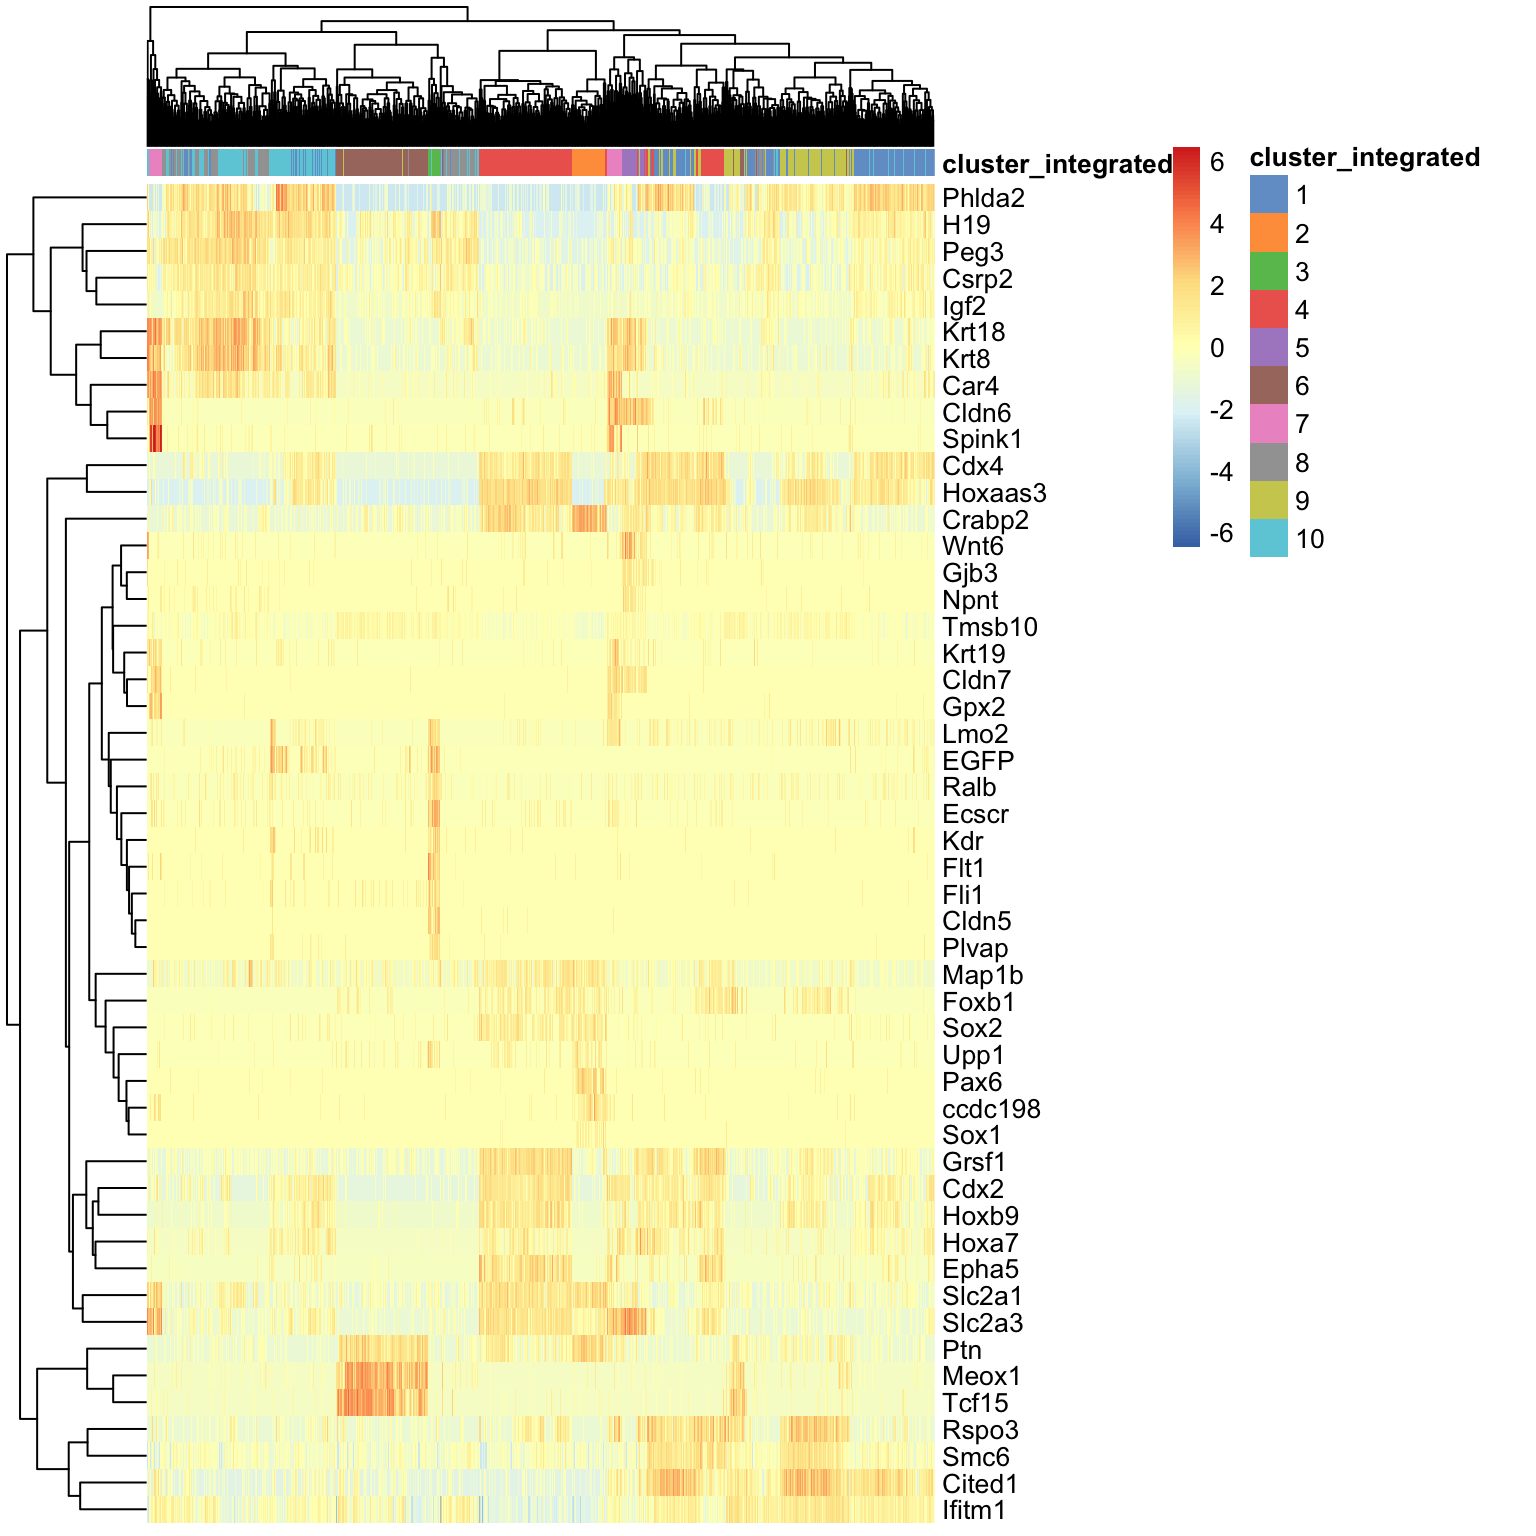 cluster_integrated
Phlda2
H19
Peg3
Csrp2
Igf2
Krt18
Krt8
Car4
Cldn6
Spink1
Cdx4
Hoxaas3
Crabp2
Wnt6
Gjb3
Npnt
Tmsb10
Krt19
Cldn7
Gpx2
Lmo2
EGFP
Ralb
Ecscr
Kdr
Flt1
Fli1
Cldn5
Plvap
Map1b
Foxb1
Sox2
Upp1
Pax6
ccdc198
Sox1
Grsf1
Cdx2
Hoxb9
Hoxa7
Epha5
Slc2a1
Slc2a3
Ptn
Meox1
Tcf15
Rspo3
Smc6
Cited1
Ifitm1
6
4
2
0
-2
-4
-6
cluster_integrated
1
2
3
4
5
6
7
8
9
10